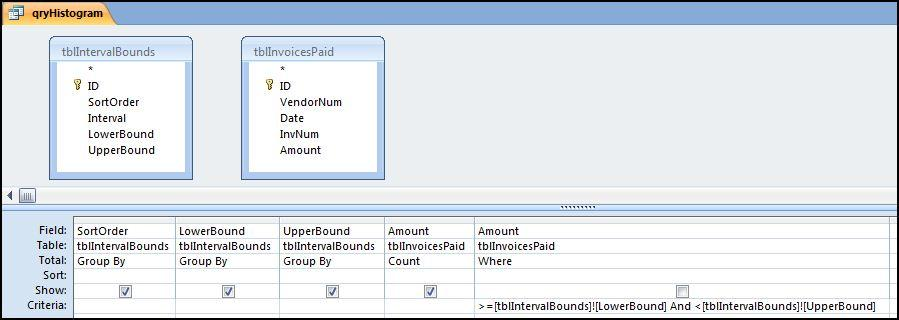 qryHistogram
tblIntervalBounds
*
ID
SortOrder
Interval
LowerBound
UpperBound
tblInvoicesPaid
*
ID
VendorNum
Date
InvNum
Amount
Field: SortOrder LowerBound UpperBound Amount Amount
Table: tblIntervalBounds tblIntervalBounds tblIntervalBounds tblInvoicesPaid tblInvoicesPaid
Total: Group By Group By Group By Count Where
Sort:
Show:
Criteria: >=[tblIntervalBounds]![LowerBound] And <[tblIntervalBounds]![UpperBound]